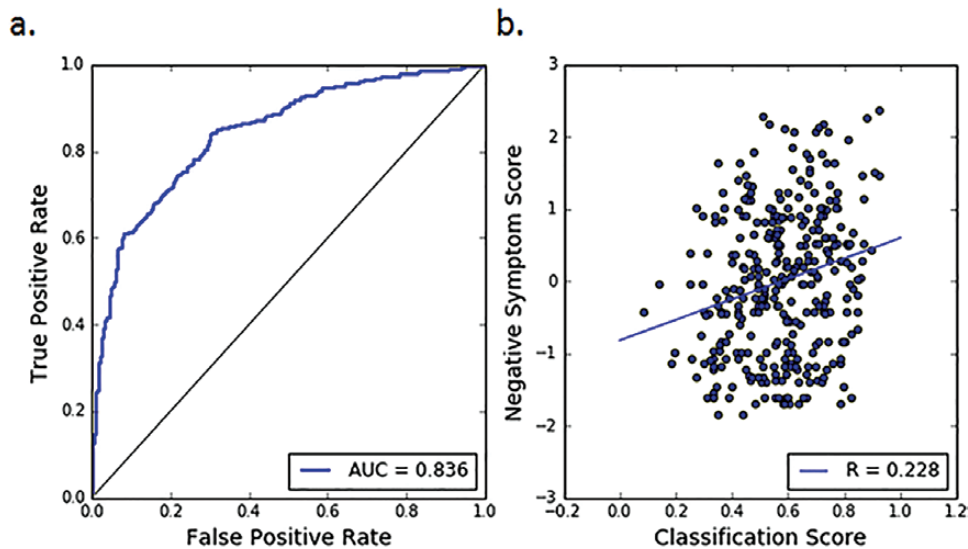 a.
True Positive Rate
1.0
0.8
0.6
0.4
0.2
0.0
0.0 0.2 0.4 0.6 0.8 1.0
False Positive Rate
AUC = 0.836
b.
Negative Symptom Score
3
2
1
0
−1
−2
−3
−0.2 0.0 0.2 0.4 0.6 0.8 1.0 1.2
Classification Score
R = 0.228